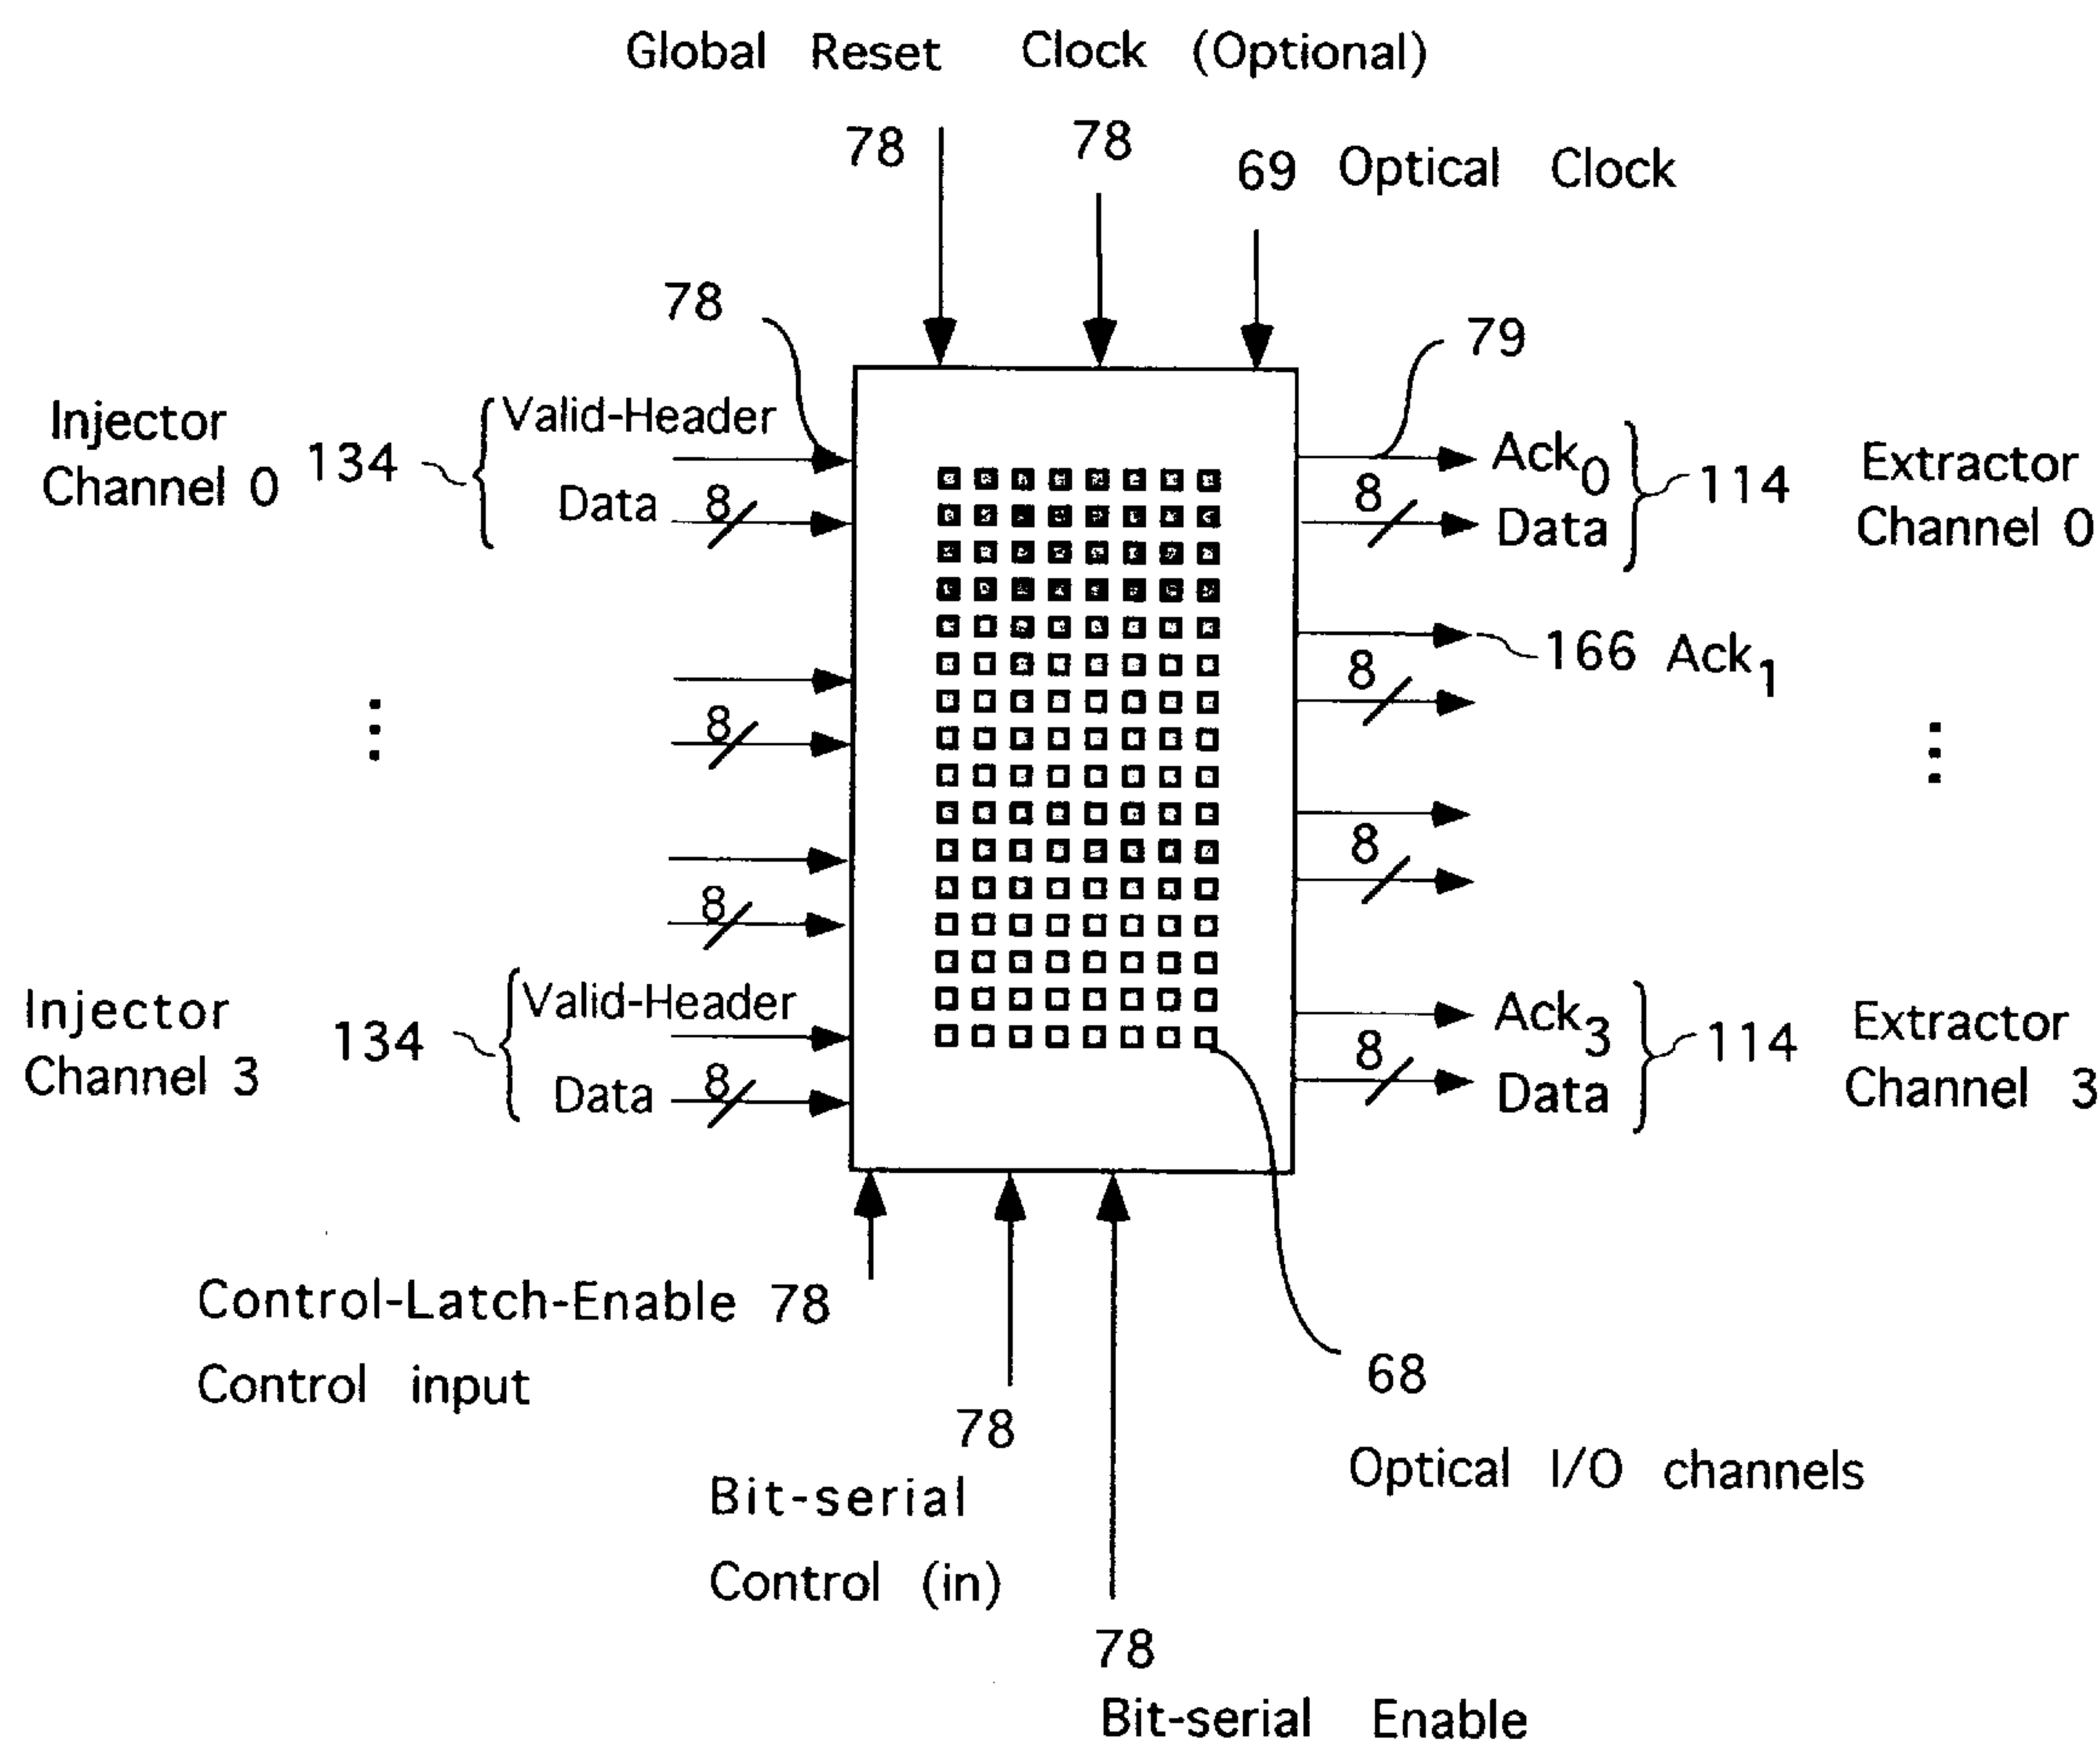 Global Reset Clock (Optional)
78 78
69 Optical Clock
78
79
Injector
Channel 0
134
Valid-Header
Data 8
Ack0
8 Data
114
Extractor
Channel 0
166 Ack1
8
8
8
8
Injector
Channel 3
134
Valid-Header
Data 8
Ack3
8 Data
114
Extractor
Channel 3
Control-Latch-Enable 78
Control input
78
Bit-serial
Control (in)
68
Optical I/O channels
78
Bit-serial Enable